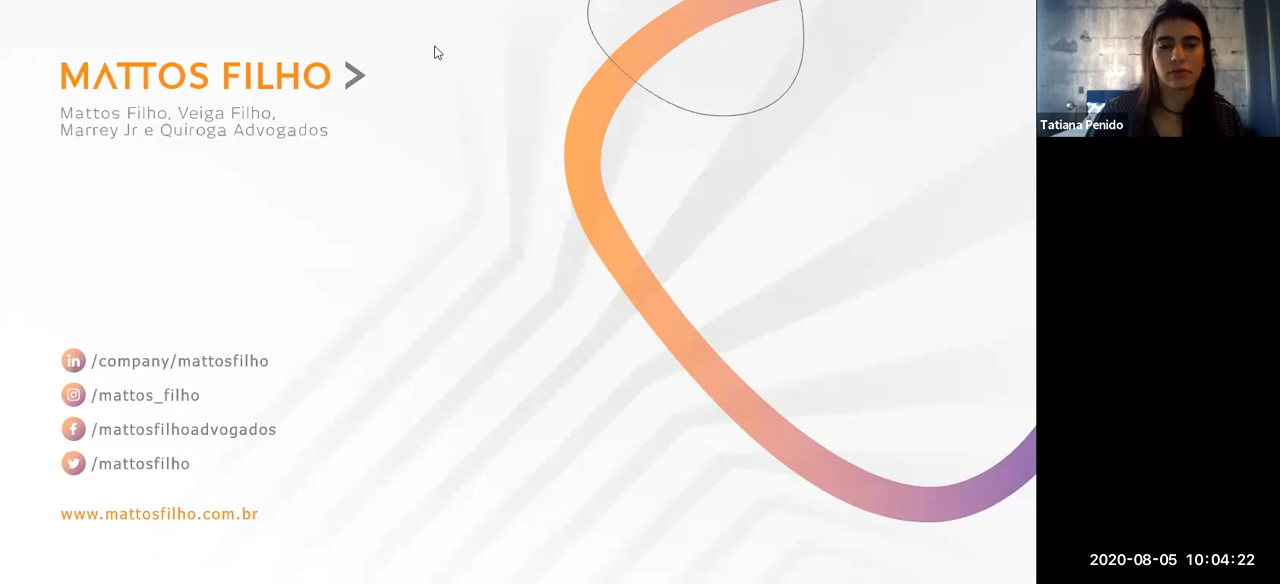 MATTOS FILHO >
Mattos Filho, Veiga Filho,
Marrey Jr e Quiroga Advogados
in /company/mattosfilho
/mattos_filho
f /mattosfilhoadvogados
/mattosfilho
www.mattosfilho.com.br
Tatiana Penido
2020-08-05 10:04:22